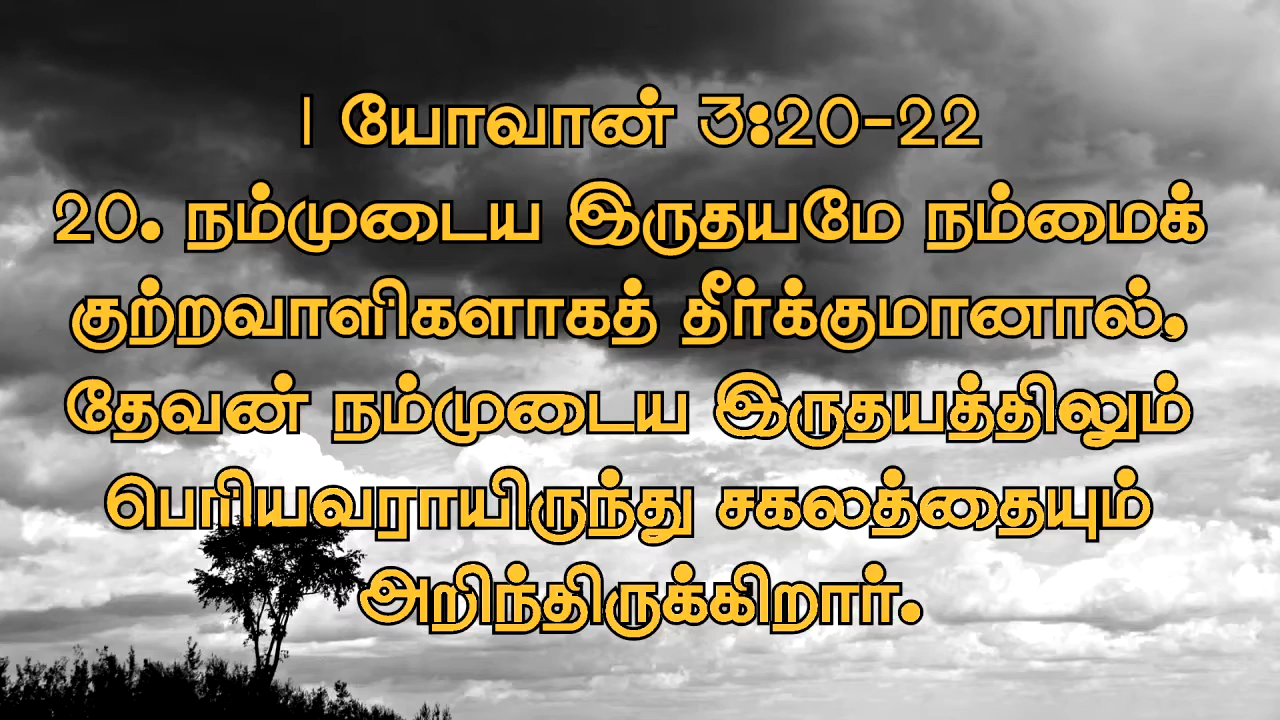 I யோவான் 3:20-22
20. நம்முடைய இருதயமே நம்மைக்
குற்றவாளிகளாகத் தீர்க்குமானால்,
தேவன் நம்முடைய இருதயத்திலும்
பெரியவராயிருந்து சகலத்தையும்
அறிந்திருக்கிறார்.